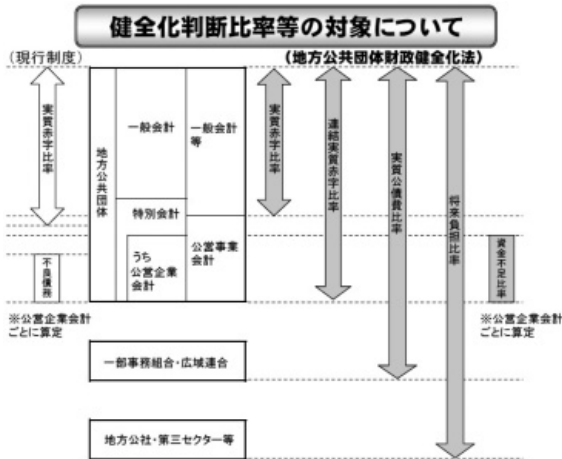 健全化判断比率等の対象について
(現行制度)
(地方公共団体財政健全化法)
実質赤字比率
地方公共団体
一般会計
一般会計
等
特別会計
うち
公営企業
会計
公営事業
会計
実質赤字比率
連結実質赤字比率
実質公債費比率
将来負担比率
不良債務
資金不足比率
※公営企業会計
ごとに算定
※公営企業会計
ごとに算定
一部事務組合・広域連合
地方公社・第三セクター等